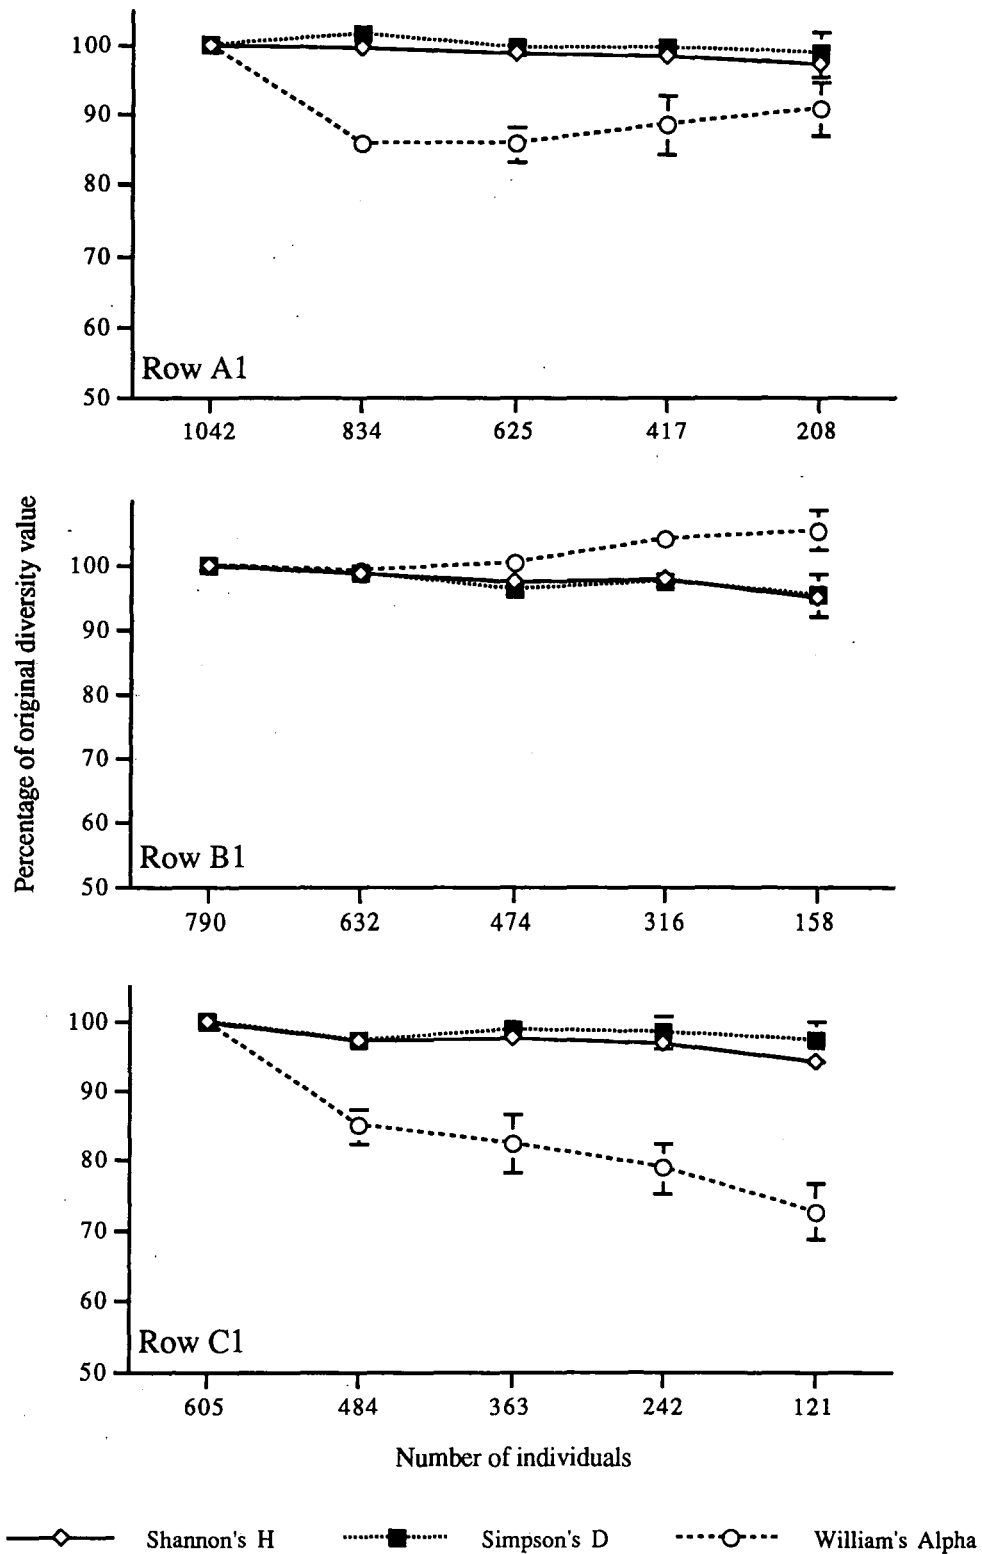 100
90
80
70
60
50
Row A1
1042 834 625 417 208
Percentage of original diversity value
100
90
80
70
60
50
Row B1
790 632 474 316 158
100
90
80
70
60
50
Row C1
605 484 363 242 121
Number of individuals
Shannon's H Simpson's D William's Alpha